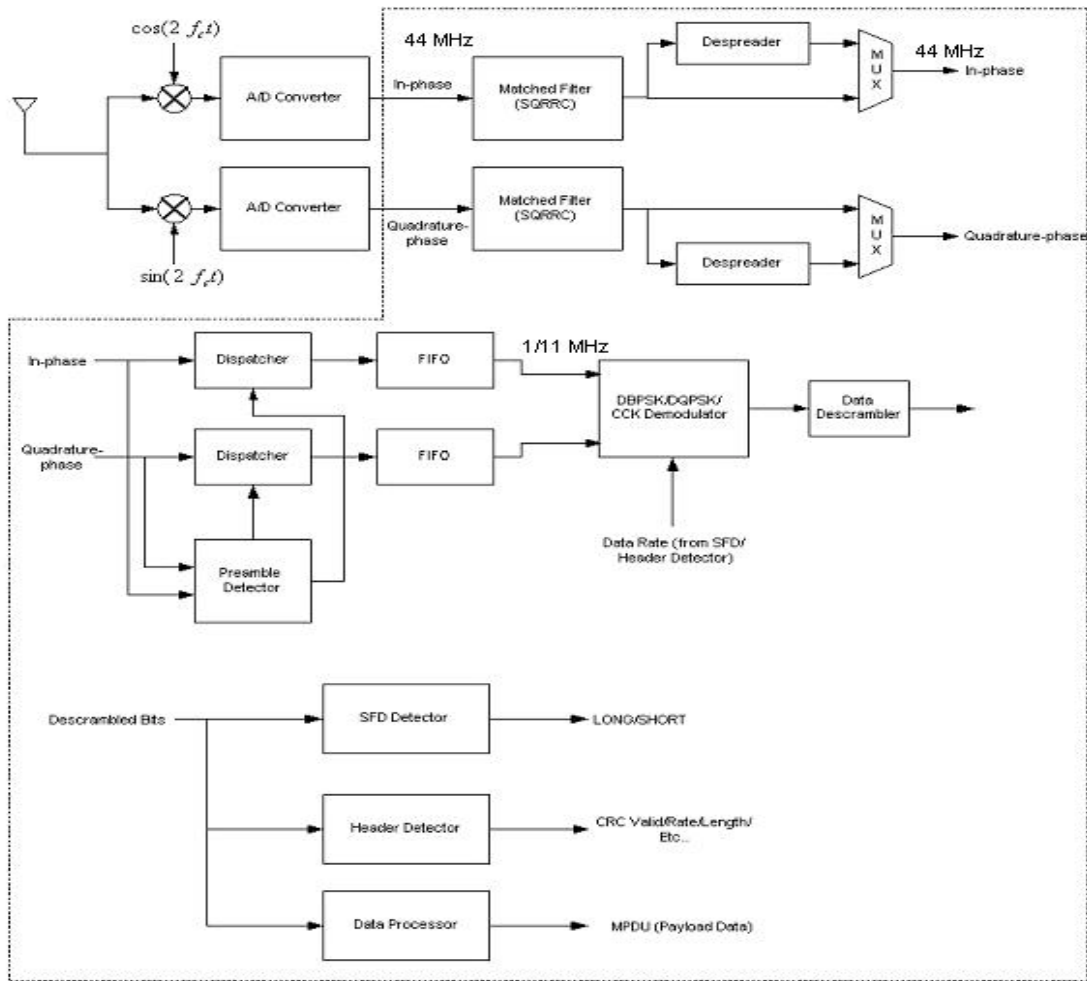 cos(2 f_c t)
44 MHz
Despreader
MUX
44 MHz
In-phase
A/D Converter
In-phase
Matched Filter
(SQRRC)
A/D Converter
Quadrature-
phase
Matched Filter
(SQRRC)
MUX
Quadrature-phase
Despreader
sin( 2 f_c t)
In-phase
Dispatcher
FIFO
1/11 MHz
DBPSK/DQPSK/
CCK Demodulator
Data
Descrambler
Quadrature-
phase
Dispatcher
FIFO
Data Rate (from SFD/
Header Detector)
Preamble
Detector
Descrambled Bits
SFD Detector
LONG/SHORT
Header Detector
CRC Valid/Rate/Length/
Etc..
Data Processor
MPDU (Payload Data)